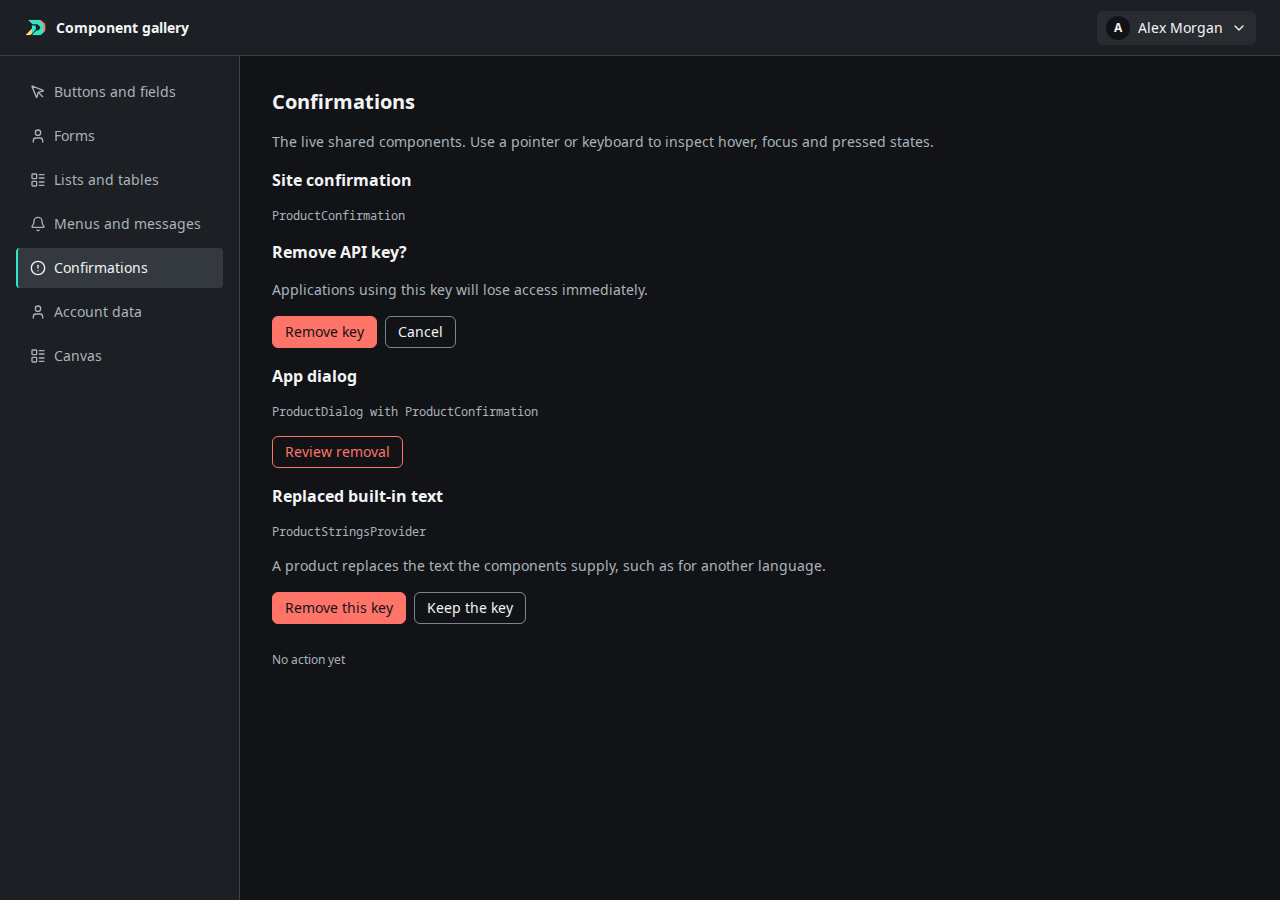 Component gallery
A
Alex Morgan
Buttons and fields
Forms
Lists and tables
Menus and messages
Confirmations
Account data
Canvas
Confirmations
The live shared components. Use a pointer or keyboard to inspect hover, focus and pressed states.
Site confirmation
ProductConfirmation
Remove API key?
Applications using this key will lose access immediately.
Remove key
Cancel
App dialog
ProductDialog with ProductConfirmation
Review removal
Replaced built-in text
ProductStringsProvider
A product replaces the text the components supply, such as for another language.
Remove this key
Keep the key
No action yet